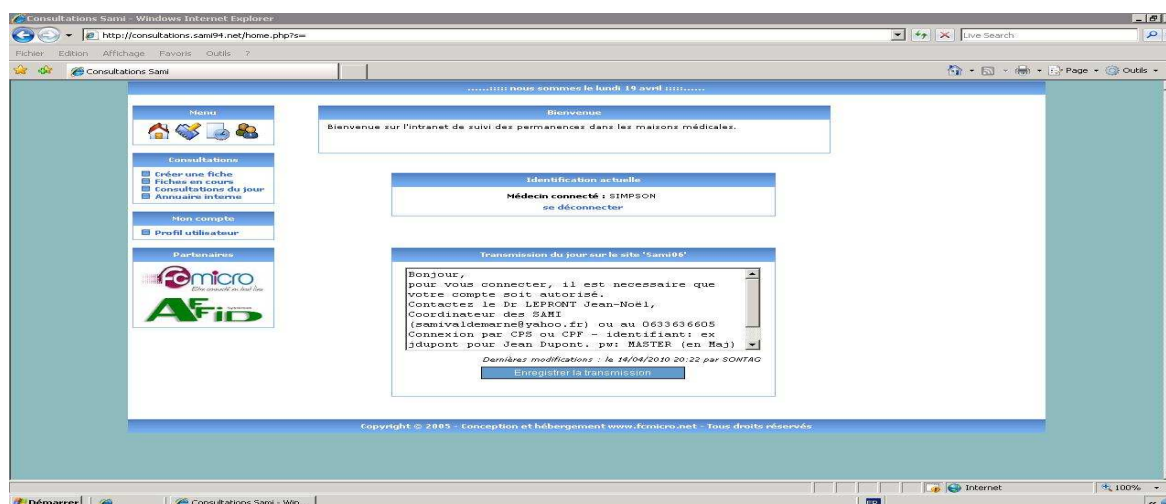 Consultations Sami - Windows Internet Explorer
http://consultations.sami94.net/home.php?s=
Live Search
Fichier Edition Affichage Favoris Outils ?
Consultations Sami
Page
Outils
......::::: nous sommes le lundi 19 avril :::::......
Menu
Consultations
Créer une fiche
Fiches en cours
Consultations du jour
Annuaire interne
Mon compte
Profil utilisateur
Partenaires
FCmicro
AFFiD
Bienvenue
Bienvenue sur l'intranet de suivi des permanences dans les maisons médicales.
Identification actuelle
Médecin connecté : SIMPSON
se déconnecter
Transmission du jour sur le site 'Sami06'
Bonjour,
pour vous connecter, il est necessaire que
votre compte soit autorisé.
Contactez le Dr LEPRONT Jean-Noël,
Coordinateur des SAMI
(samivaldemarne@yahoo.fr) ou au 0633636605
Connexion par CPS ou CPF - identifiant: ex
jdupont pour Jean Dupont. pw: MASTER (en Maj)
Dernières modifications : le 14/04/2010 20:22 par SONTAG
Enregistrer la transmission
Copyright © 2005 - Conception et hébergement www.fcmicro.net - Tous droits réservés
Internet
100%
Démarrer
Consultations Sami - Win...
FR